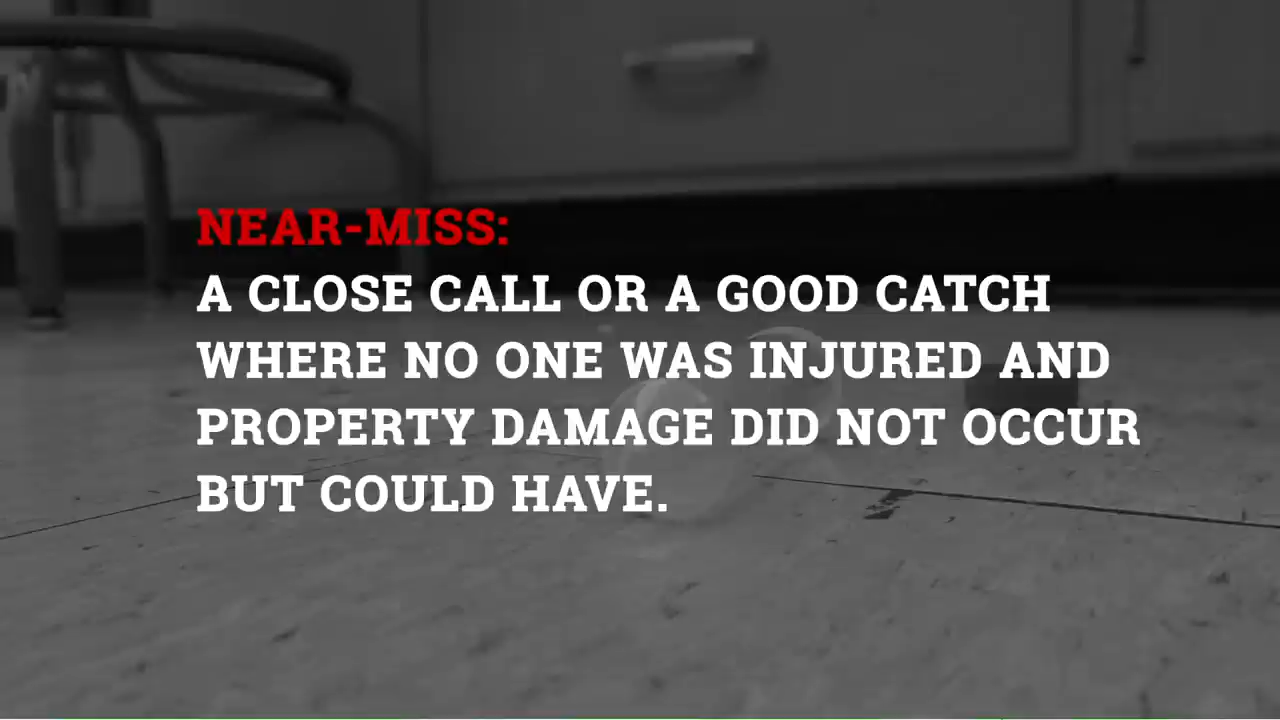 NEAR-MISS:
A CLOSE CALL OR A GOOD CATCH
WHERE NO ONE WAS INJURED AND
PROPERTY DAMAGE DID NOT OCCUR
BUT COULD HAVE.